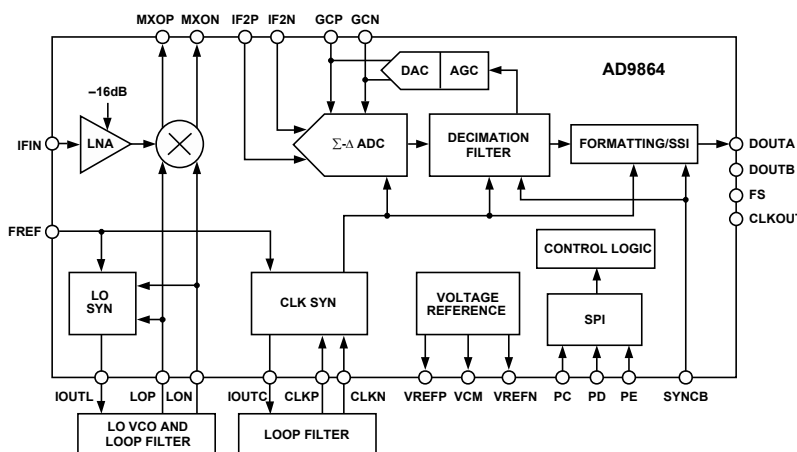 MXOP MXON IF2P IF2N GCP GCN
DAC AGC
AD9864
–16dB
LNA
IFIN
Σ-Δ ADC
DECIMATION
FILTER
FORMATTING/SSI
DOUTA
DOUTB
FS
CLKOUT
FREF
LO
SYN
CLK SYN
VOLTAGE
REFERENCE
CONTROL LOGIC
SPI
IOUTL LOP LON IOUTC CLKP CLKN VREFP VCM VREFN PC PD PE SYNCB
LO VCO AND
LOOP FILTER
LOOP FILTER